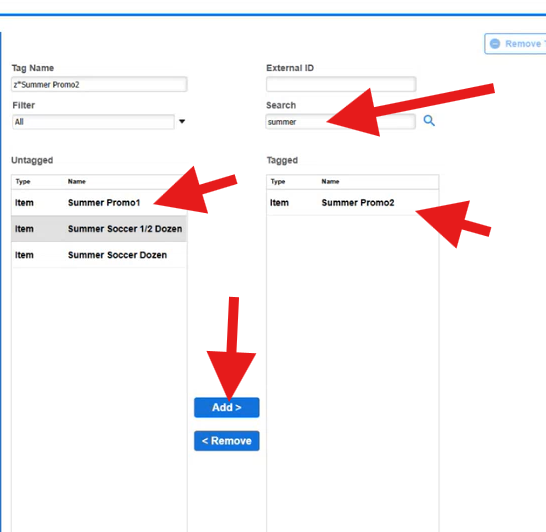 Remove
Tag Name
External ID
z*Summer Promo2
Filter
Search
All
summer
Untagged
Tagged
Type Name
Type Name
Item Summer Promo1
Item Summer Promo2
Item Summer Soccer 1/2 Dozen
Item Summer Soccer Dozen
Add >
< Remove